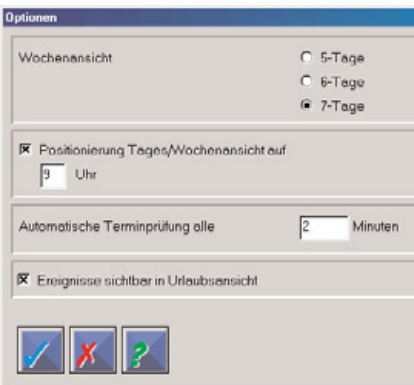 Optionen
Wochenansicht
5-Tage
6-Tage
7-Tage
Positionierung Tages/Wochenansicht auf
9 Uhr
Automatische Terminprüfung alle 2 Minuten
Ereignisse sichtbar in Urlaubsansicht
?